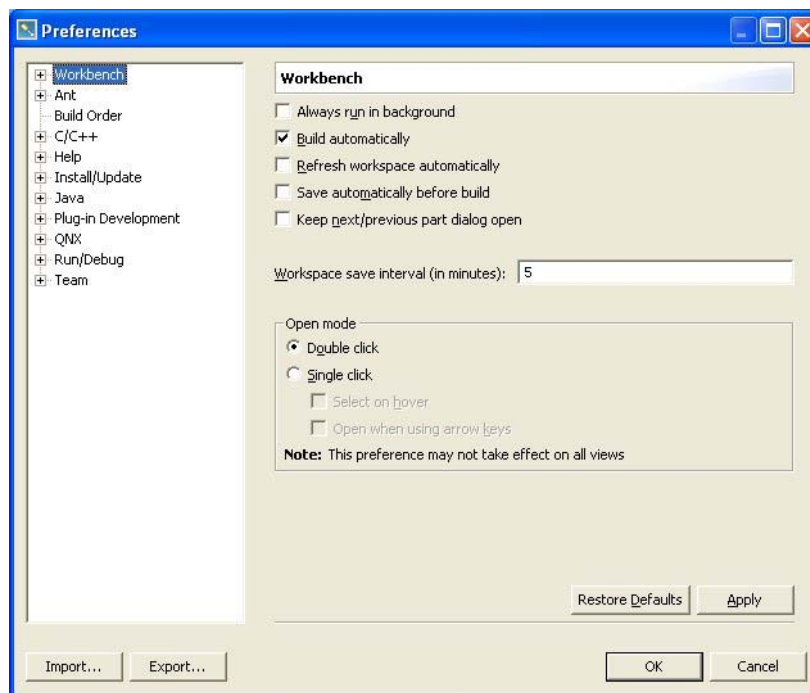 Preferences
Workbench
Ant
Build Order
C/C++
Help
Install/Update
Java
Plug-in Development
QNX
Run/Debug
Team
Workbench
Always run in background
Build automatically
Refresh workspace automatically
Save automatically before build
Keep next/previous part dialog open
Workspace save interval (in minutes): 5
Open mode
Double click
Single click
Select on hover
Open when using arrow keys
Note: This preference may not take effect on all views
Restore Defaults Apply
Import... Export... OK Cancel